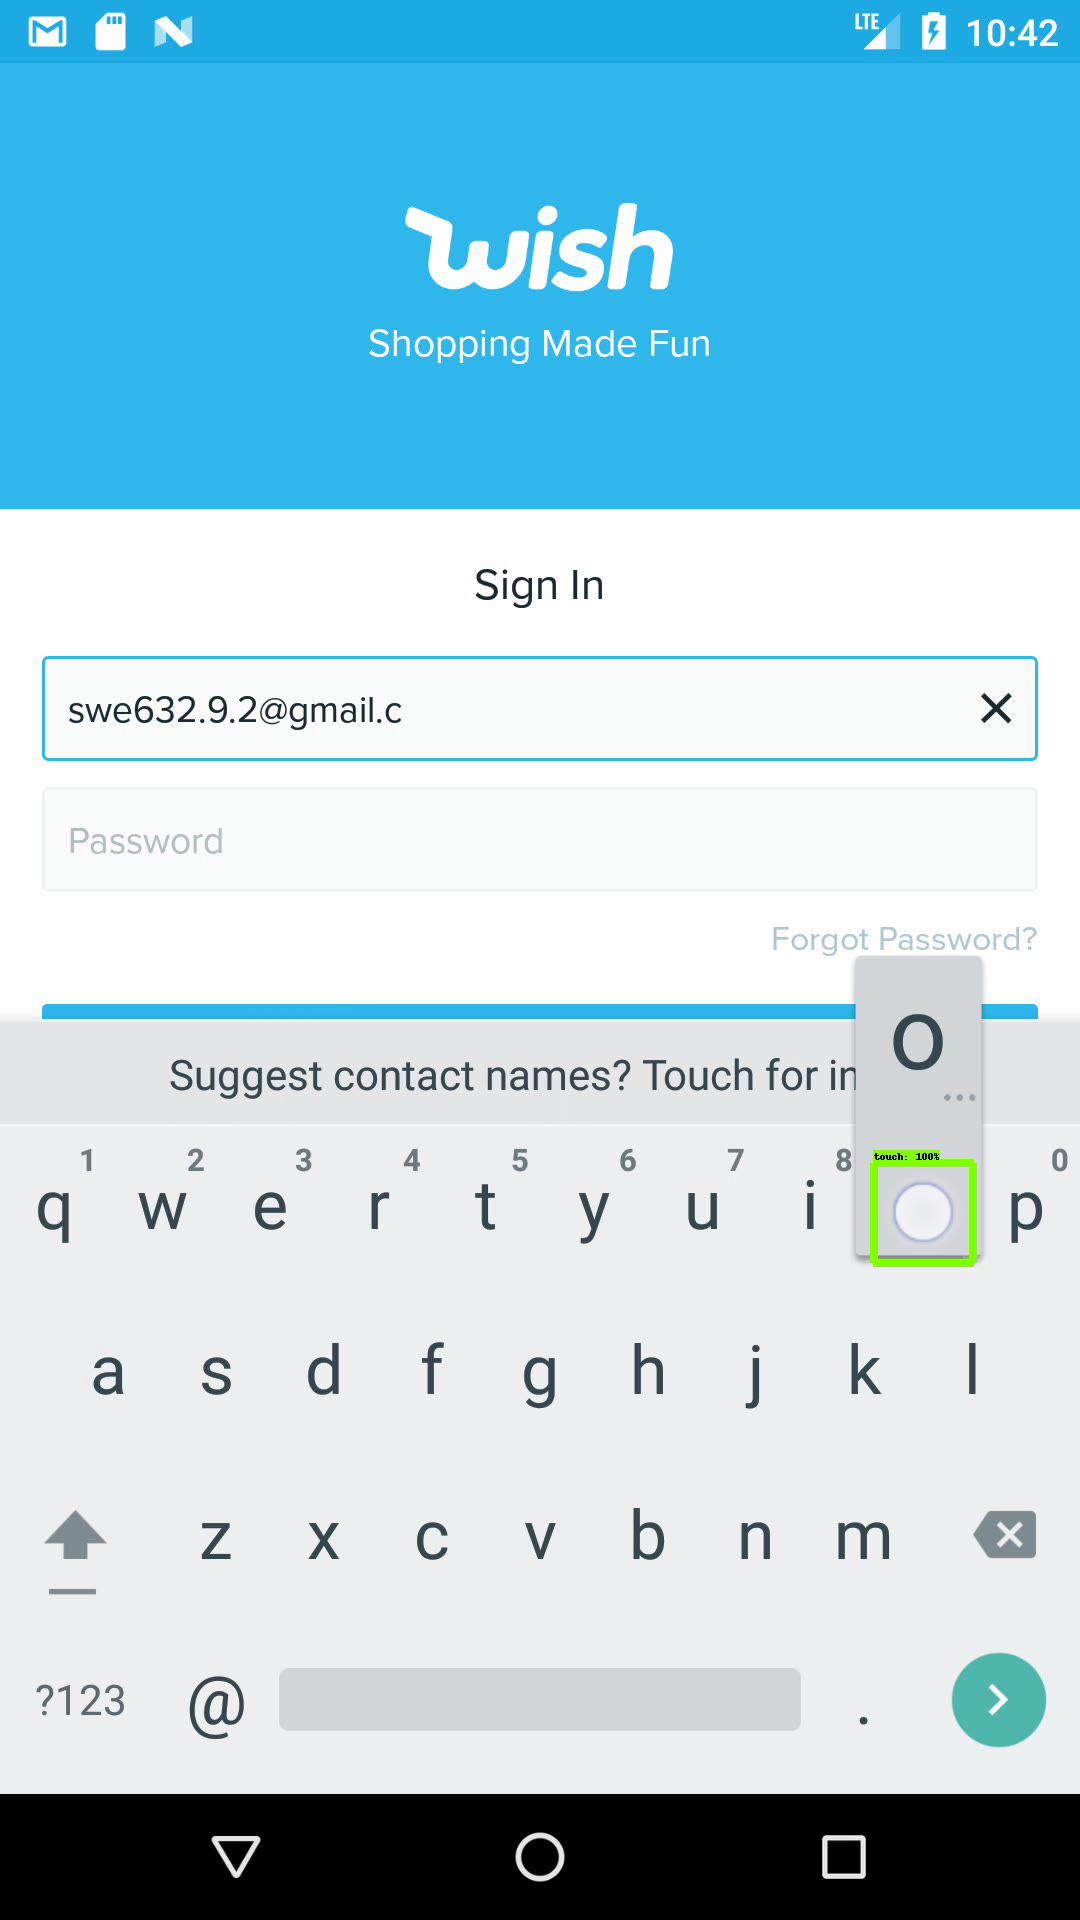 LTE 10:42
wish
Shopping Made Fun
Sign In
swe632.9.2@gmail.c
Password
Forgot Password?
o
Suggest contact names? Touch for in
...
touch: 100%
1 2 3 4 5 6 7 8 0
q w e r t y u i p
a s d f g h j k l
z x c v b n m
?123 @ .